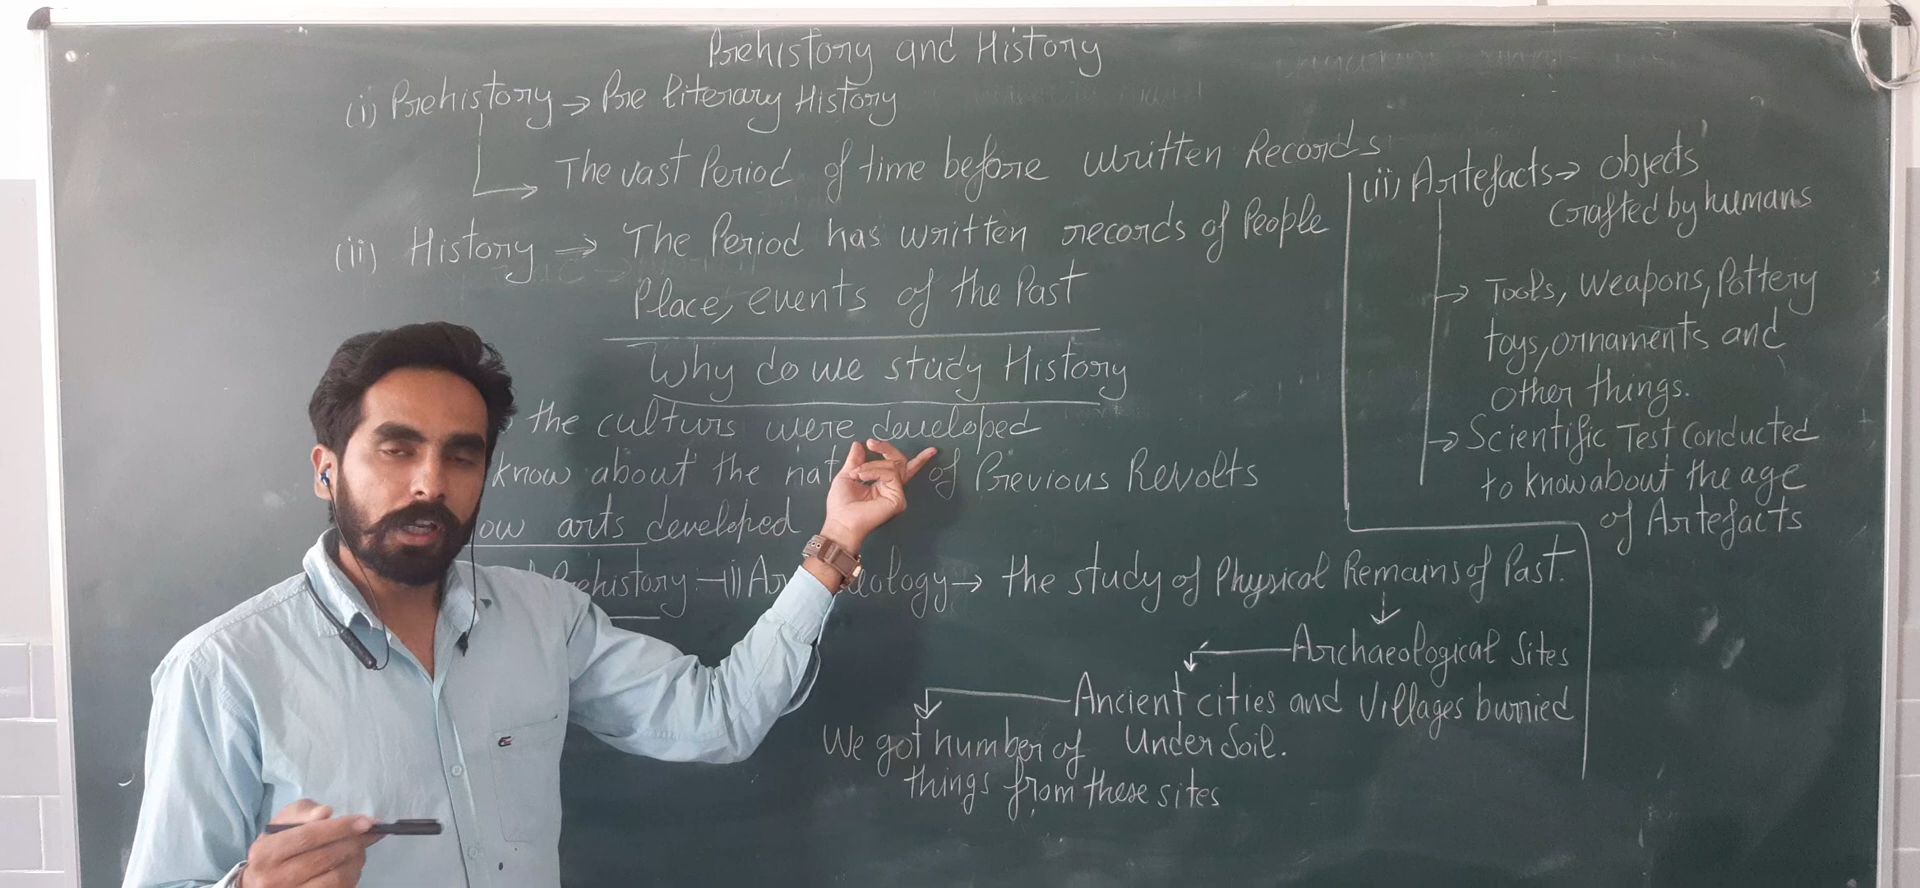 Prehistory and History
(i) Prehistory → Pre literary History
The vast Period of time before written Records
(ii) History → The Period has written records of People
Place, events of the Past
Why do we study History
the culturs were developed
know about the nat of Previous Revolts
ow arts developed
Prehistory - (i) Ar eology → the study of Physical Remains of Past.
Archaeological Sites
Ancient cities and Villages burried
Under Soil.
We got number of
things from these sites
(ii) Artefacts → objects
Crafted by humans
→ Tools, Weapons, Pottery
toys, ornaments and
other things.
→ Scientific Test Conducted
to know about the age
of Artefacts